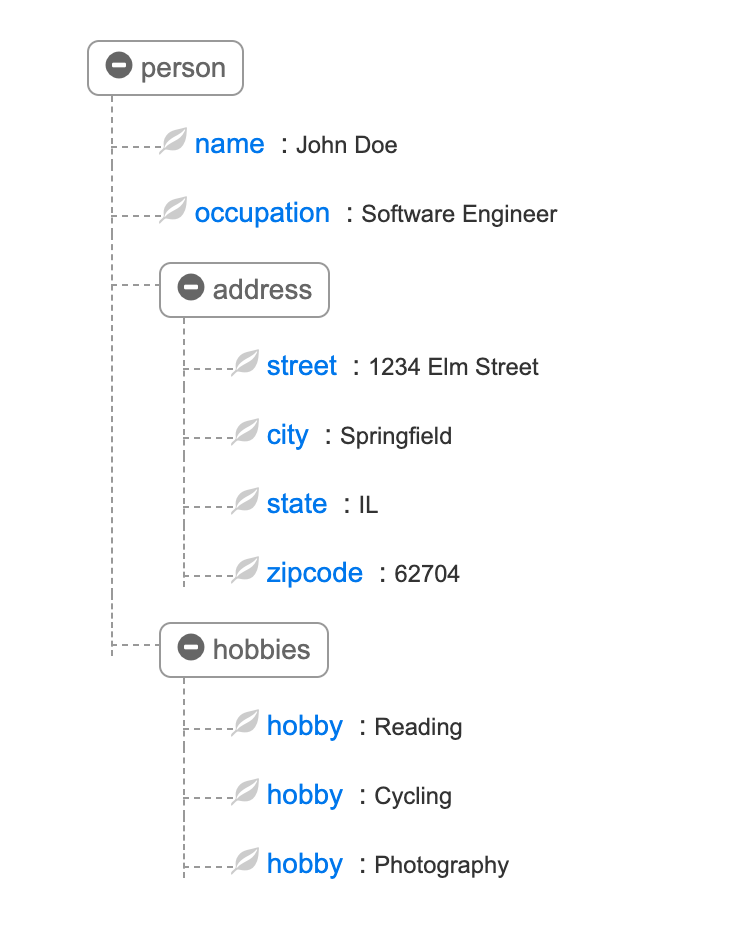 person
name : John Doe
occupation : Software Engineer
address
street : 1234 Elm Street
city : Springfield
state : IL
zipcode : 62704
hobbies
hobby : Reading
hobby : Cycling
hobby : Photography